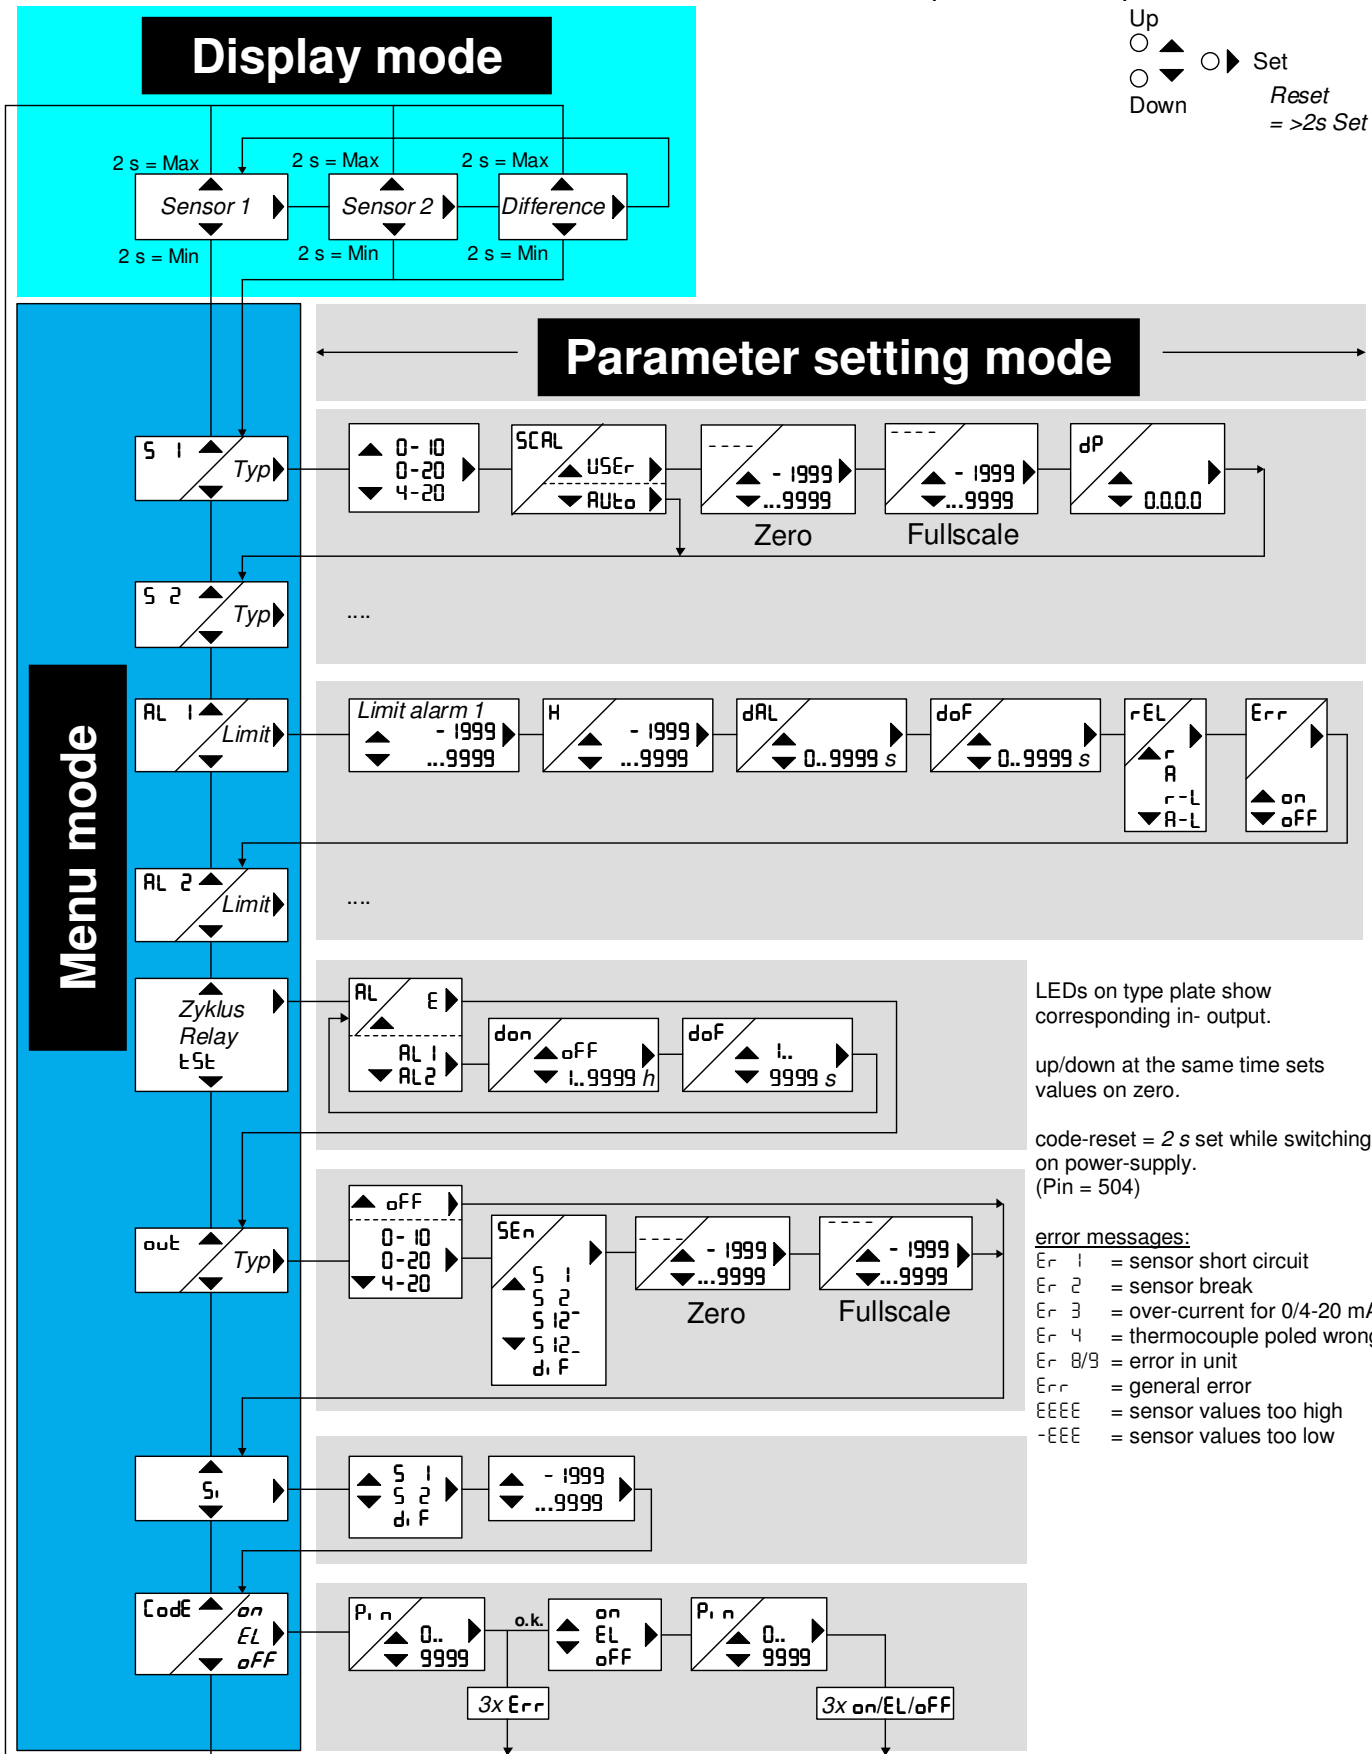 Up
Set
Down
Reset
= >2s Set
Display mode
2 s = Max
2 s = Max
2 s = Max
Sensor 1
Sensor 2
Difference
2 s = Min
2 s = Min
2 s = Min
Menu mode
Parameter setting mode
S 1
Typ
0-10
0-20
4-20
SCAL
USEr
AUto
----
-1999
...9999
Zero
----
-1999
...9999
Fullscale
dP
0.0.0.0
S 2
Typ
....
AL 1
Limit
Limit alarm 1
-1999
...9999
H
-1999
...9999
dAL
0..9999 s
doF
0..9999 s
rEL
r
A
r-L
A-L
Err
on
oFF
AL 2
Limit
....
Zyklus
Relay
tSt
AL
E
AL1
AL2
don
oFF
1..9999 h
doF
1..
9999 s
out
Typ
oFF
0-10
0-20
4-20
SEn
S 1
S 2
S12¯
S12_
diF
----
-1999
...9999
Zero
----
-1999
...9999
Fullscale
Si
S 1
S 2
diF
-1999
...9999
CodE
on
EL
oFF
Pin
0..
9999
o.k.
on
EL
oFF
Pin
0..
9999
3x Err
3x on/EL/oFF
LEDs on type plate show
corresponding in- output.
up/down at the same time sets
values on zero.
code-reset = 2 s set while switching
on power-supply.
(Pin = 504)
error messages:
Er 1 = sensor short circuit
Er 2 = sensor break
Er 3 = over-current for 0/4-20 mA
Er 4 = thermocouple poled wrong
Er 8/9 = error in unit
Err = general error
EEEE = sensor values too high
-EEE = sensor values too low